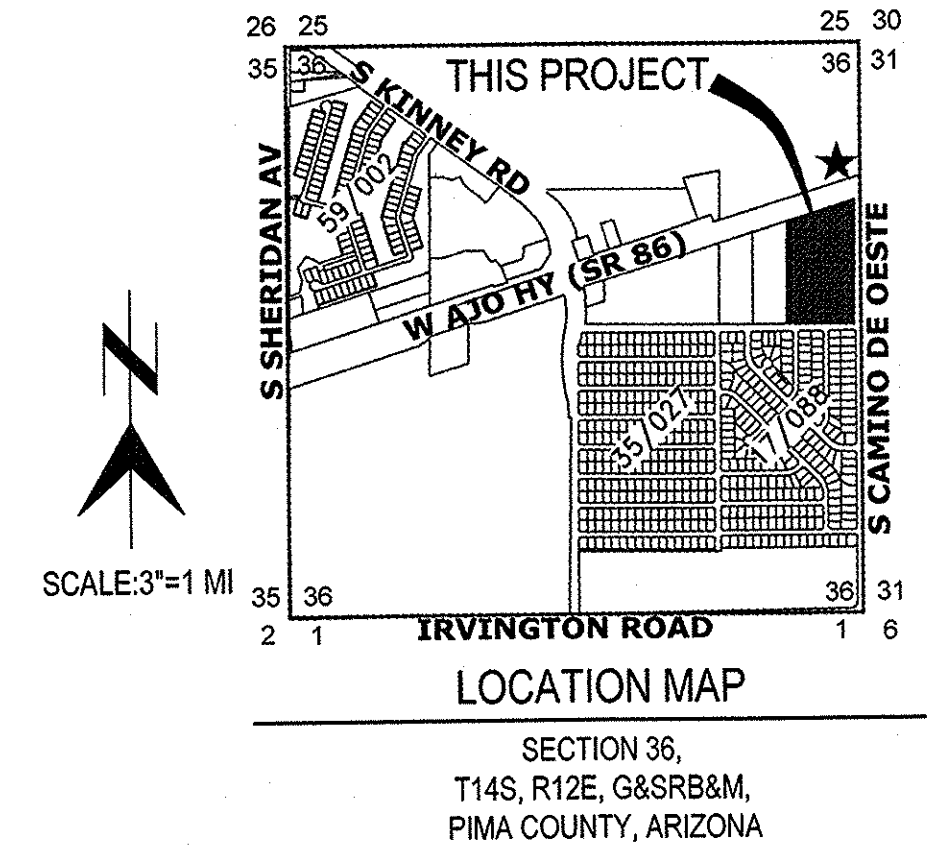 26 25
25 30
35 36
36 31
THIS PROJECT
S KINNEY RD
S SHERIDAN AV
59 002
W AJO HY (SR 86)
S CAMINO DE OESTE
35/027
17/088
N
SCALE:3"=1 MI
35 36
36 31
2 1
1 6
IRVINGTON ROAD
LOCATION MAP
SECTION 36,
T14S, R12E, G&SRB&M,
PIMA COUNTY, ARIZONA